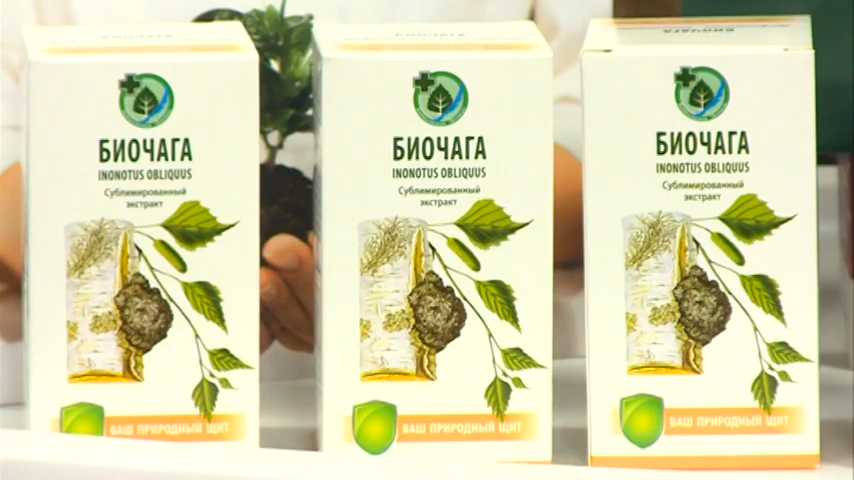 БИОЧАГА
INONOTUS OBLIQUUS
Сублимированный
экстракт
ВАШ ПРИРОДНЫЙ ЩИТ
БИОЧАГА
INONOTUS OBLIQUUS
Сублимированный
экстракт
ВАШ ПРИРОДНЫЙ ЩИТ
БИОЧАГА
БИОЧАГА
INONOTUS OBLIQUUS
Сублимированный
экстракт
ВАШ ПРИРОДНЫЙ ЩИТ